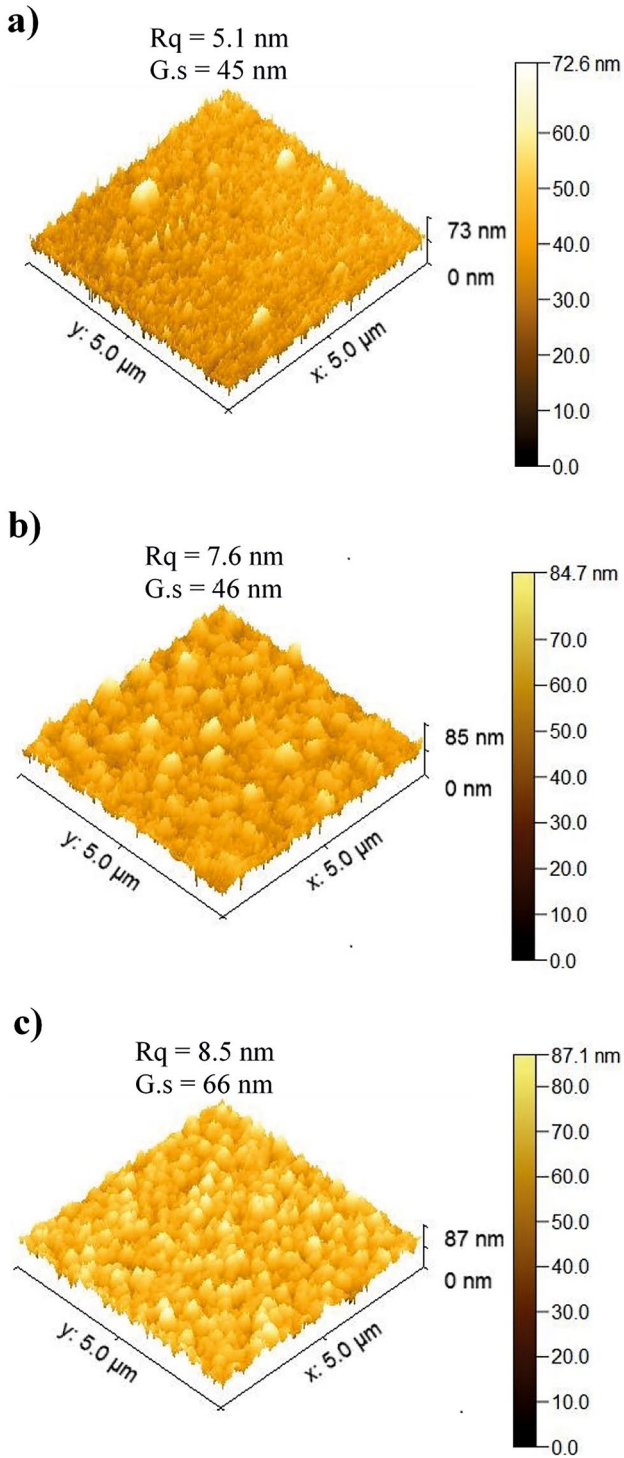 a)
Rq = 5.1 nm
G.s = 45 nm
72.6 nm
60.0
50.0
40.0
30.0
20.0
10.0
0.0
73 nm
0 nm
y: 5.0 µm
x: 5.0 µm
b)
Rq = 7.6 nm
G.s = 46 nm
84.7 nm
70.0
60.0
50.0
40.0
30.0
20.0
10.0
0.0
85 nm
0 nm
y: 5.0 µm
x: 5.0 µm
c)
Rq = 8.5 nm
G.s = 66 nm
87.1 nm
80.0
70.0
60.0
50.0
40.0
30.0
20.0
10.0
0.0
87 nm
0 nm
y: 5.0 µm
x: 5.0 µm